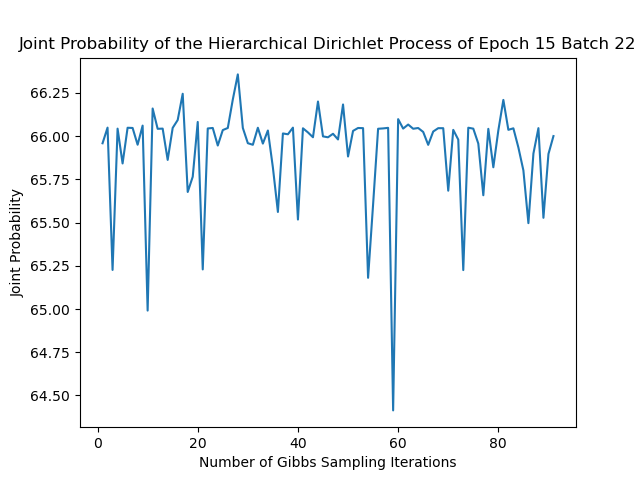 Joint Probability of the Hierarchical Dirichlet Process of Epoch 15 Batch 22
66.25
66.00
65.75
65.50
65.25
65.00
64.75
64.50
Joint Probability
0 20 40 60 80
Number of Gibbs Sampling Iterations